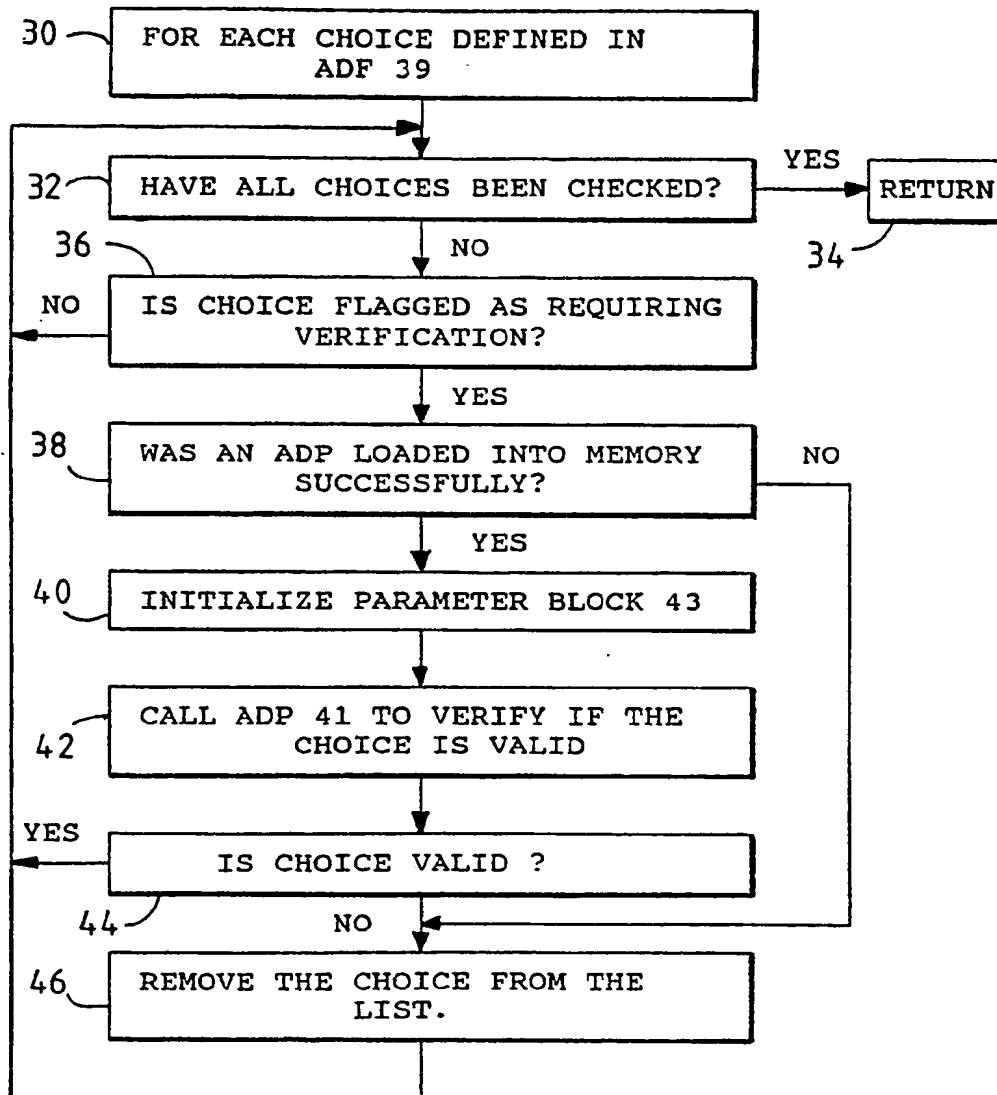 30
FOR EACH CHOICE DEFINED IN
ADF 39
32
HAVE ALL CHOICES BEEN CHECKED?
YES
RETURN
34
NO
36
NO
IS CHOICE FLAGGED AS REQUIRING
VERIFICATION?
YES
38
WAS AN ADP LOADED INTO MEMORY
SUCCESSFULLY?
NO
YES
40
INITIALIZE PARAMETER BLOCK 43
42
CALL ADP 41 TO VERIFY IF THE
CHOICE IS VALID
YES
IS CHOICE VALID ?
44
NO
46
REMOVE THE CHOICE FROM THE
LIST.